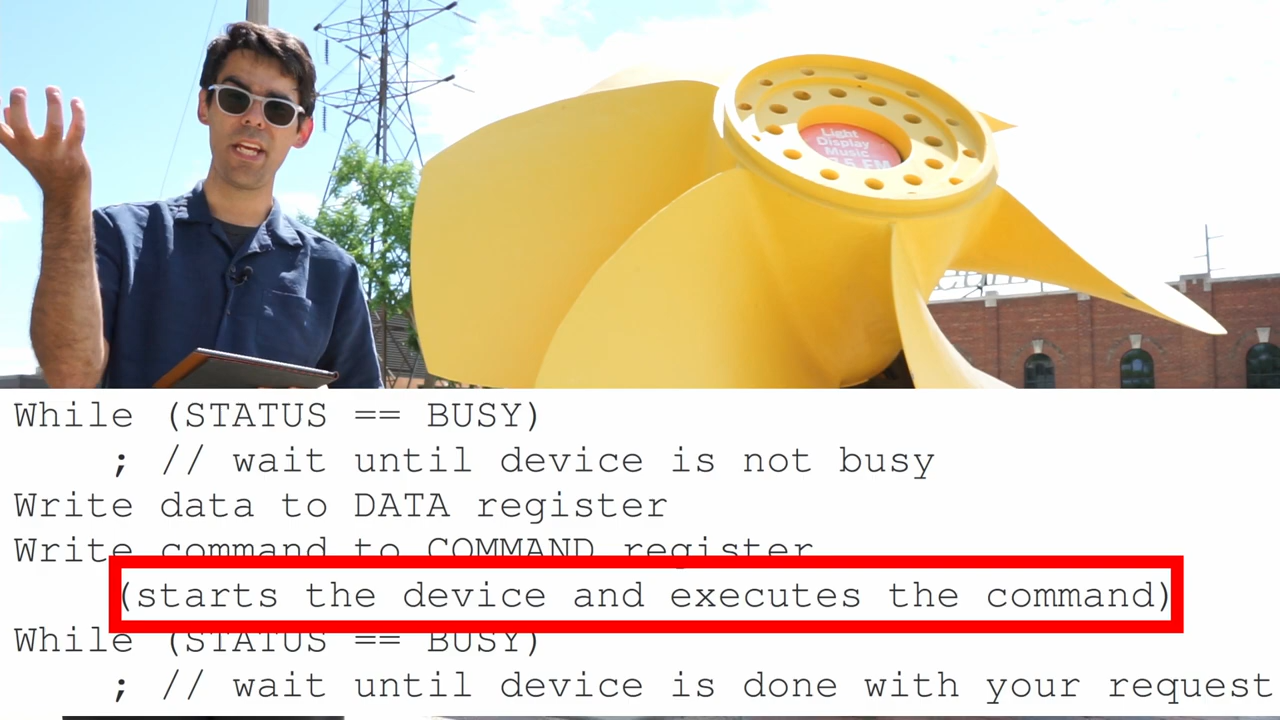 Light
Display
Music
FM
While (STATUS == BUSY)
; // wait until device is not busy
Write data to DATA register
Write command to COMMAND register
(starts the device and executes the command)
While (STATUS == BUSY)
; // wait until device is done with your request